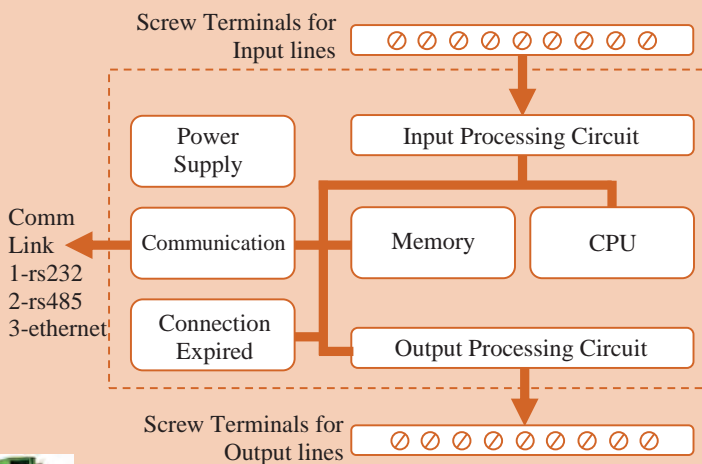 Screw Terminals for
Input lines
Power
Supply
Input Processing Circuit
Comm
Link
1-rs232
2-rs485
3-ethernet
Communication
Memory
CPU
Connection
Expired
Output Processing Circuit
Screw Terminals for
Output lines